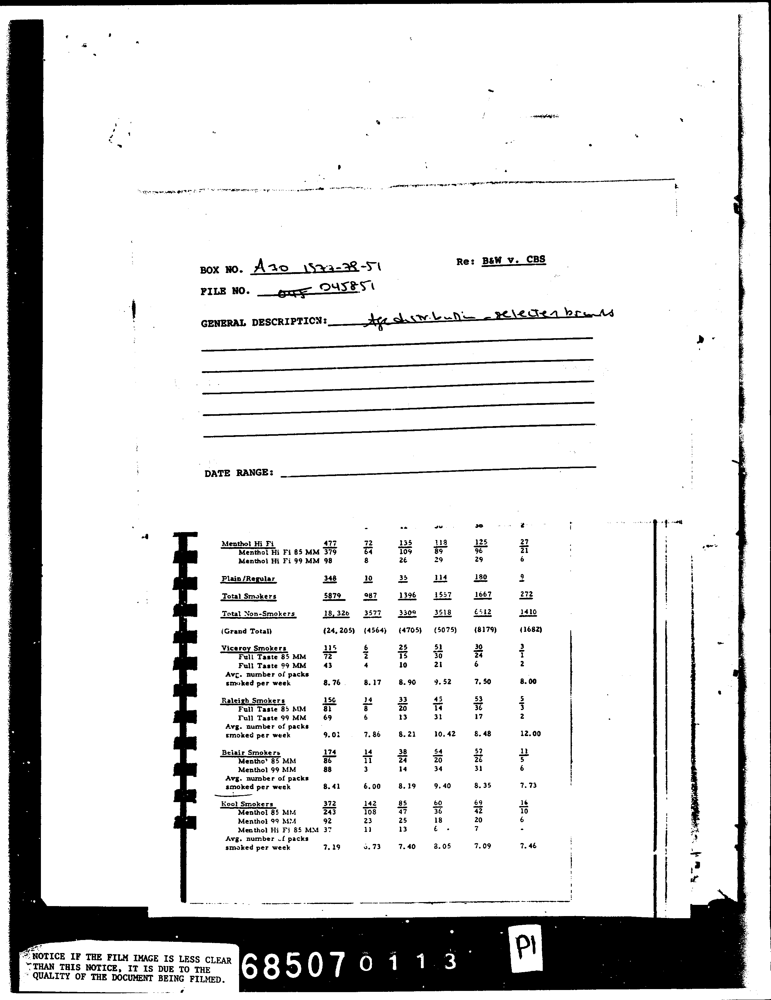 BOX NO. A30 1573-78-51 Re: B&W v. CBS
FILE NO. 045851
GENERAL DESCRIPTION: Age distribution - selected brands
DATE RANGE:
Menthol Hi Fi 477 72 135 118 125 27
Menthol Hi Fi 85 MM 379 64 109 89 96 21
Menthol Hi Fi 99 MM 98 8 26 29 29 6
Plain/Regular 348 10 35 114 180 9
Total Smokers 5879 987 1396 1557 1667 272
Total Non-Smokers 18,326 3577 3309 3518 6512 1410
(Grand Total) (24,205) (4564) (4705) (5075) (8179) (1682)
Viceroy Smokers 115 6 25 51 30 3
Full Taste 85 MM 72 2 15 30 24 1
Full Taste 99 MM 43 4 10 21 6 2
Avg. number of packs
smoked per week 8.76 8.17 8.90 9.52 7.50 8.00
Raleigh Smokers 150 14 33 45 53 5
Full Taste 85 MM 81 8 20 14 36 3
Full Taste 99 MM 69 6 13 31 17 2
Avg. number of packs
smoked per week 9.02 7.86 8.21 10.42 8.48 12.00
Belair Smokers 174 14 38 54 57 11
Menthol 85 MM 86 11 24 20 26 5
Menthol 99 MM 88 3 14 34 31 6
Avg. number of packs
smoked per week 8.41 6.00 8.19 9.40 8.35 7.73
Kool Smokers 372 142 85 60 69 16
Menthol 85 MM 243 108 47 36 42 10
Menthol 99 MM 92 23 25 18 20 6
Menthol Hi Fi 85 MM 37 11 13 6 7 -
Avg. number of packs
smoked per week 7.19 6.73 7.40 8.05 7.09 7.46
NOTICE IF THE FILM IMAGE IS LESS CLEAR
THAN THIS NOTICE, IT IS DUE TO THE
QUALITY OF THE DOCUMENT BEING FILMED.
685070113
P1